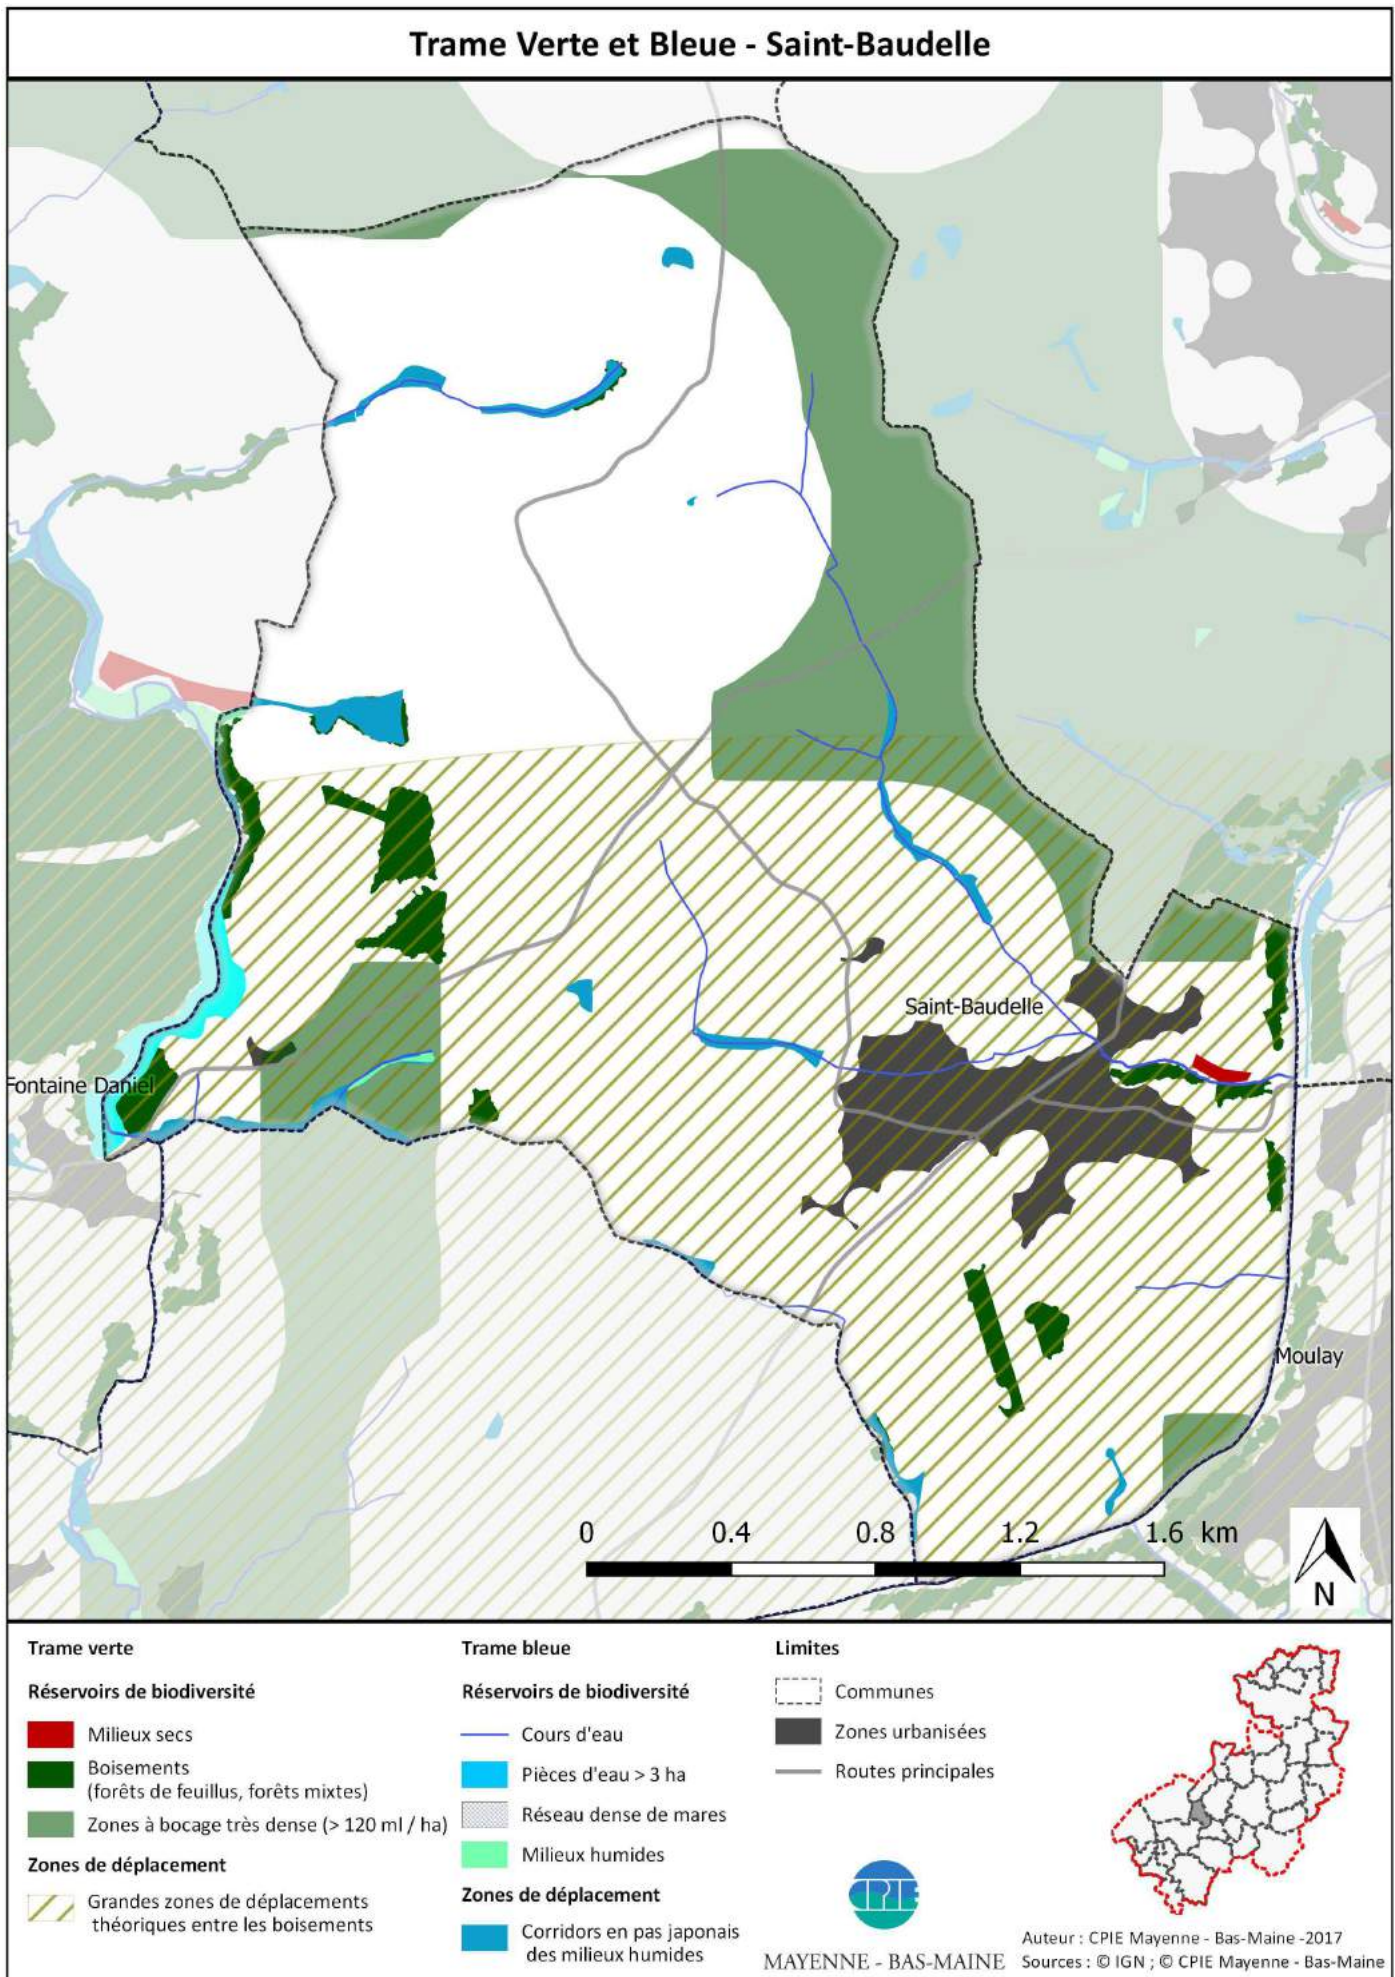 Trame Verte et Bleue - Saint-Baudelle
Saint-Baudelle
Fontaine Daniel
Moulay
0 0.4 0.8 1.2 1.6 km
N
Trame verte
Réservoirs de biodiversité
Milieux secs
Boisements
(forêts de feuillus, forêts mixtes)
Zones à bocage très dense (> 120 ml / ha)
Zones de déplacement
Grandes zones de déplacements
théoriques entre les boisements
Trame bleue
Réservoirs de biodiversité
Cours d'eau
Pièces d'eau > 3 ha
Réseau dense de mares
Milieux humides
Zones de déplacement
Corridors en pas japonais
des milieux humides
Limites
Communes
Zones urbanisées
Routes principales
CPIE
MAYENNE - BAS-MAINE
Auteur : CPIE Mayenne - Bas-Maine -2017
Sources : © IGN ; © CPIE Mayenne - Bas-Maine